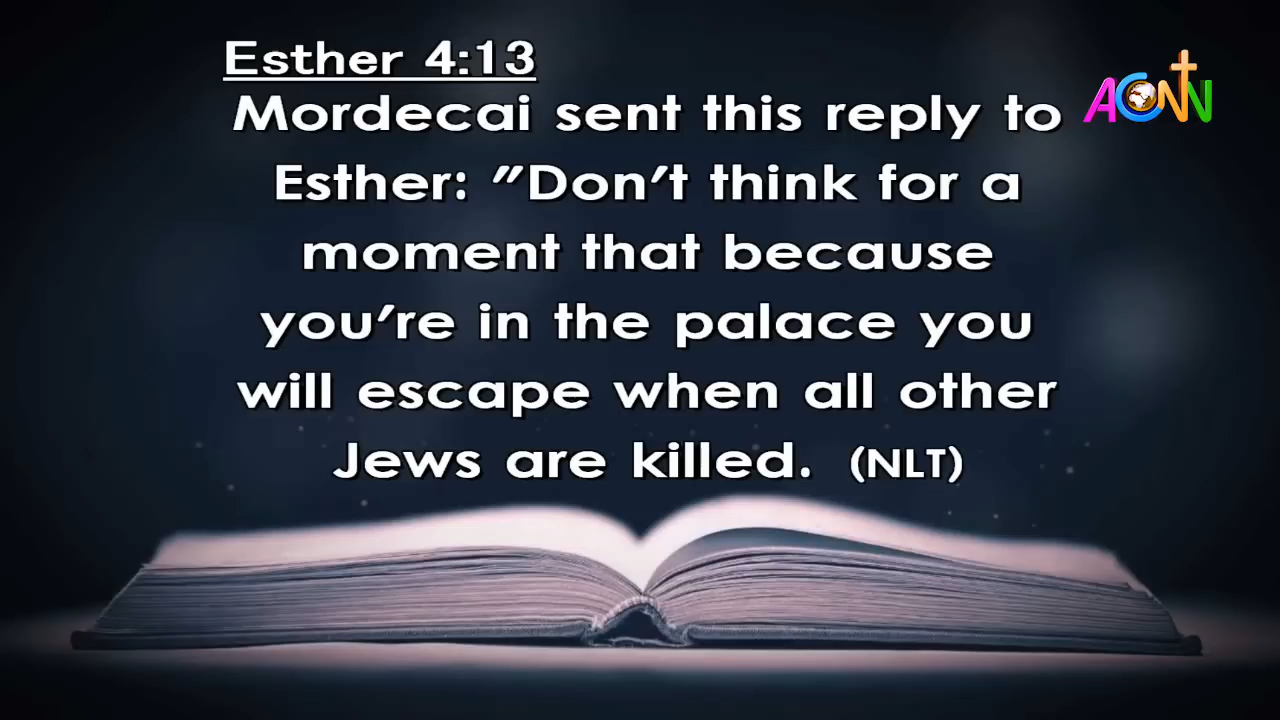 Esther 4:13
Mordecai sent this reply to
Esther: "Don't think for a
moment that because
you're in the palace you
will escape when all other
Jews are killed. (NLT)
ACNN